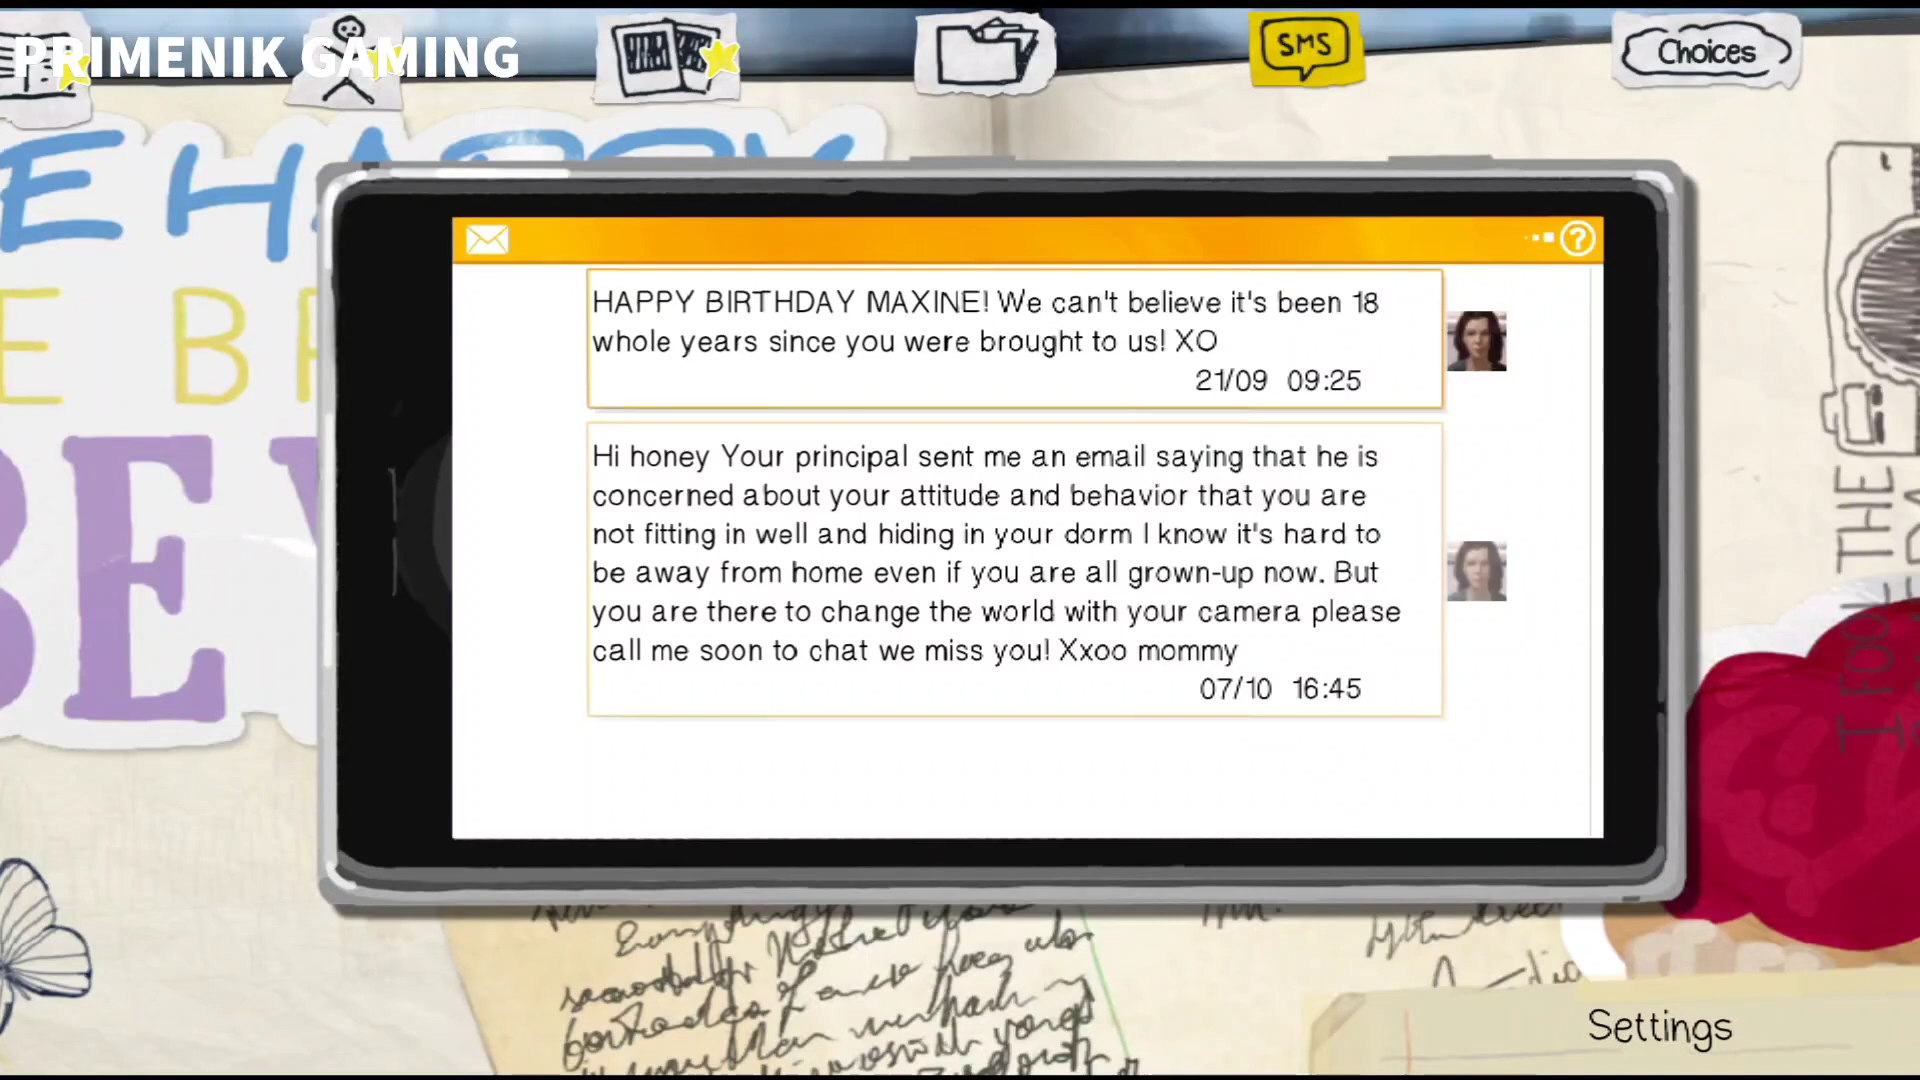 PRIMENIK GAMING
SMS
Choices
E HAPPY
E BR
BE
HAPPY BIRTHDAY MAXINE! We can't believe it's been 18
whole years since you were brought to us! XO
21/09 09:25
Hi honey Your principal sent me an email saying that he is
concerned about your attitude and behavior that you are
not fitting in well and hiding in your dorm I know it's hard to
be away from home even if you are all grown-up now. But
you are there to change the world with your camera please
call me soon to chat we miss you! Xxoo mommy
07/10 16:45
I FOOL THE
Settings